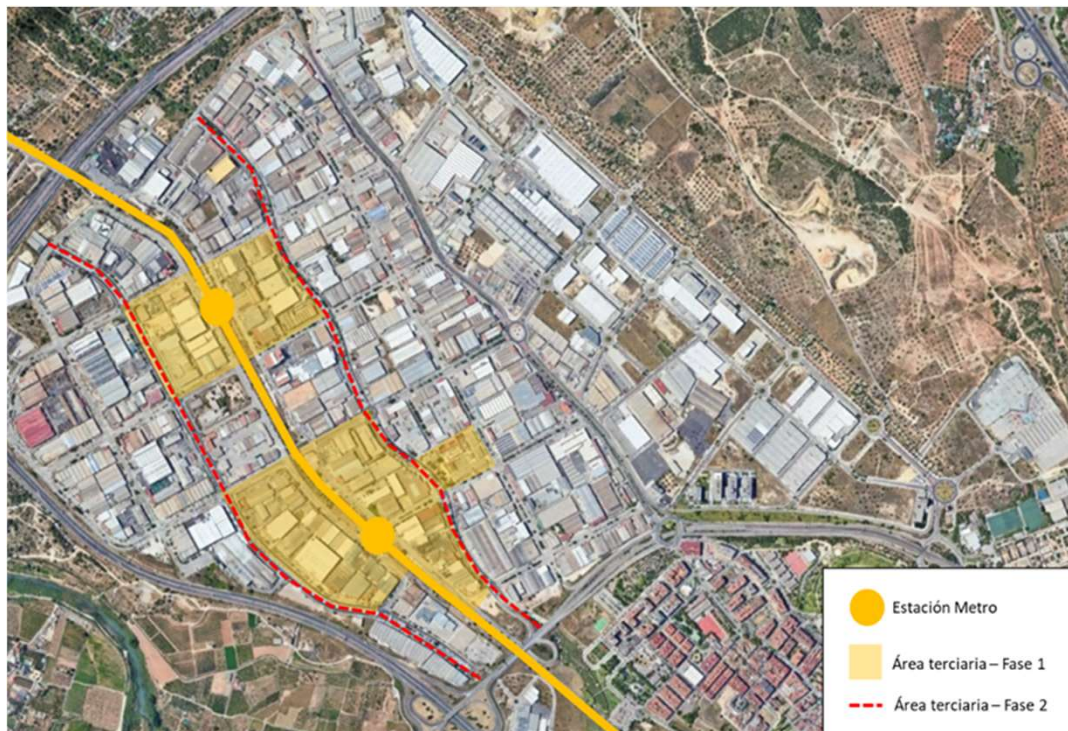 Estación Metro
Área terciaria – Fase 1
Área terciaria – Fase 2